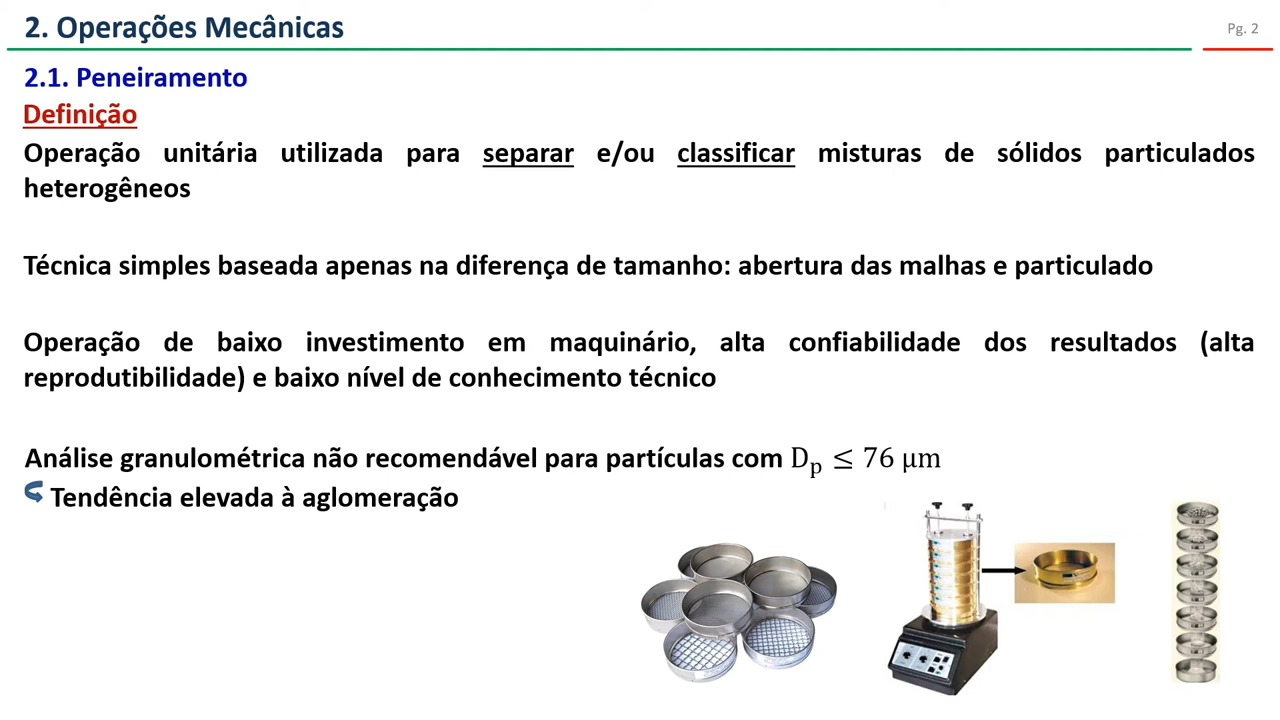 2. Operações Mecânicas
Pg. 2
2.1. Peneiramento
Definição
Operação unitária utilizada para separar e/ou classificar misturas de sólidos particulados
heterogêneos
Técnica simples baseada apenas na diferença de tamanho: abertura das malhas e particulado
Operação de baixo investimento em maquinário, alta confiabilidade dos resultados (alta
reprodutibilidade) e baixo nível de conhecimento técnico
Análise granulométrica não recomendável para partículas com Dp ≤ 76 μm
Tendência elevada à aglomeração